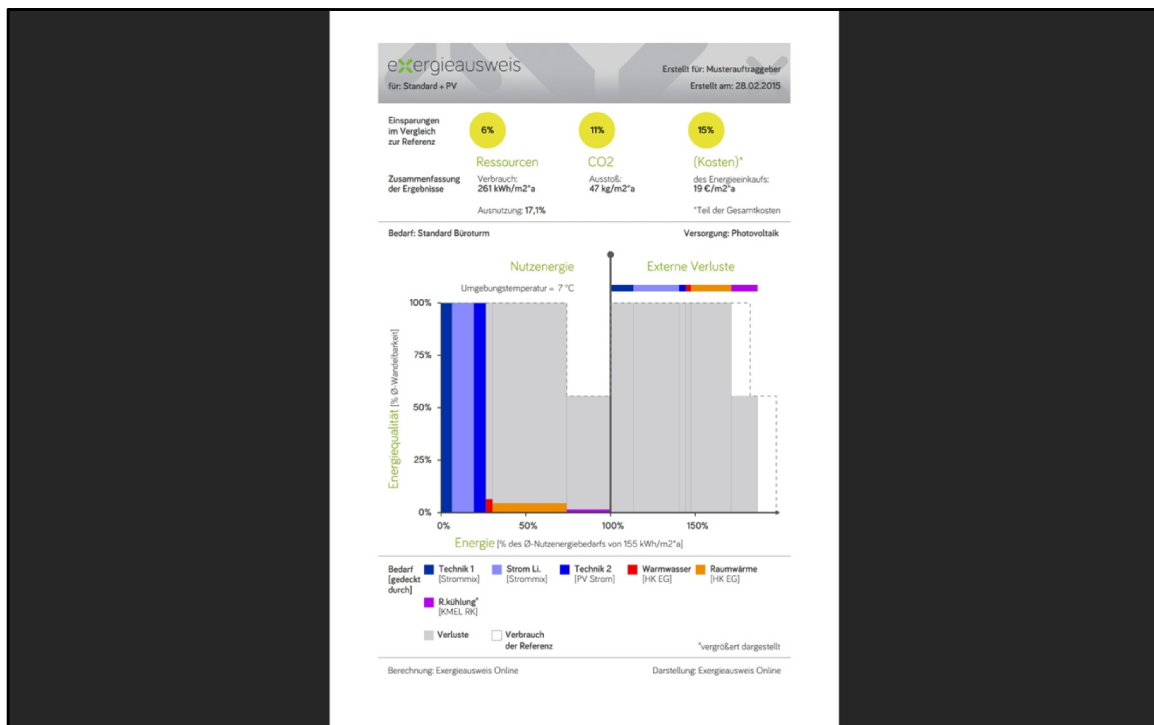 exergieausweis
für: Standard + PV
Erstellt für: Musterauftraggeber
Erstellt am: 28.02.2015
Einsparungen
im Vergleich
zur Referenz
6%
11%
15%
Ressourcen
CO2
(Kosten)*
Zusammenfassung
der Ergebnisse
Verbrauch:
261 kWh/m2*a
Ausstoß:
47 kg/m2*a
des Energieeinkaufs:
19 €/m2*a
Ausnutzung: 17,1%
*Teil der Gesamtkosten
Bedarf: Standard Büroturm
Versorgung: Photovoltaik
Nutzenergie
Externe Verluste
Umgebungstemperatur = 7 °C
100%
75%
50%
25%
0%
Energiequalität [% Ø-Wandelbarkeit]
0%
50%
100%
150%
Energie [% des Ø-Nutzenergiebedarfs von 155 kWh/m2*a]
Bedarf
[gedeckt
durch]
Technik 1
[Strommix]
Strom Li.
[Strommix]
Technik 2
[PV Strom]
Warmwasser
[HK EG]
Raumwärme
[HK EG]
R.kühlung*
[KMEL RK]
Verluste
Verbrauch
der Referenz
*vergrößert dargestellt
Berechnung: Exergieausweis Online
Darstellung: Exergieausweis Online